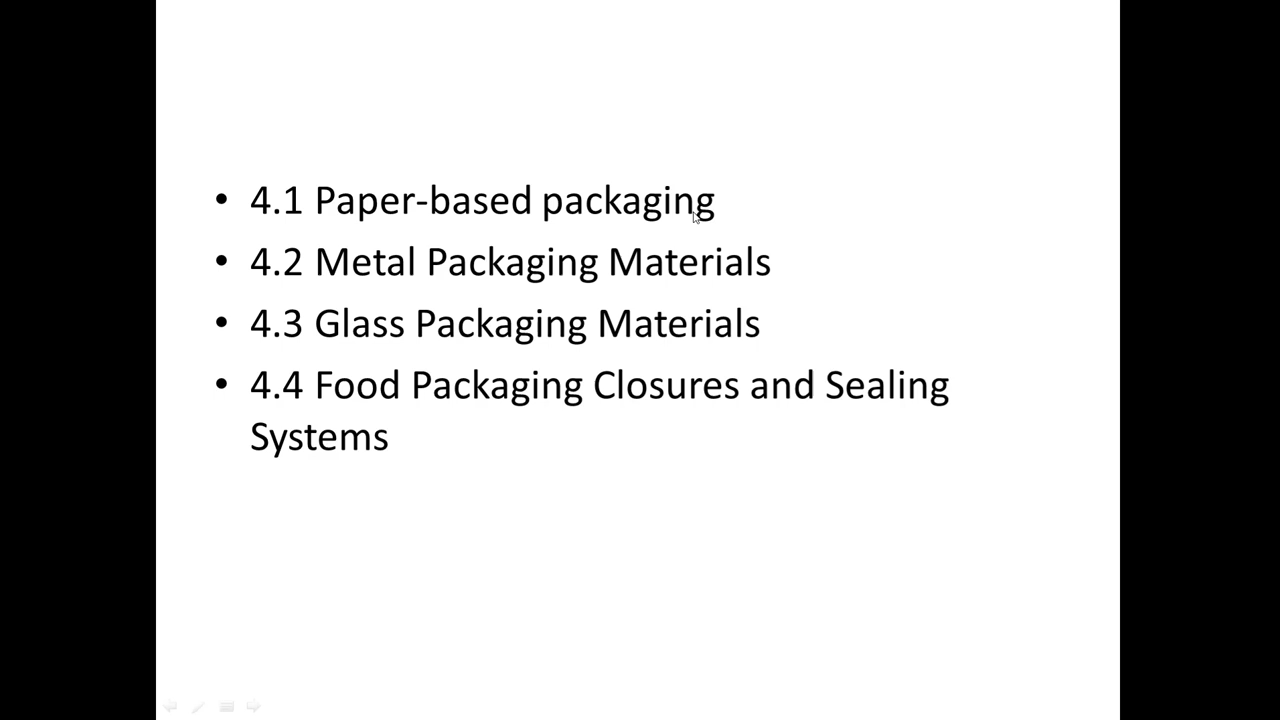 • 4.1 Paper-based packaging
• 4.2 Metal Packaging Materials
• 4.3 Glass Packaging Materials
• 4.4 Food Packaging Closures and Sealing
Systems